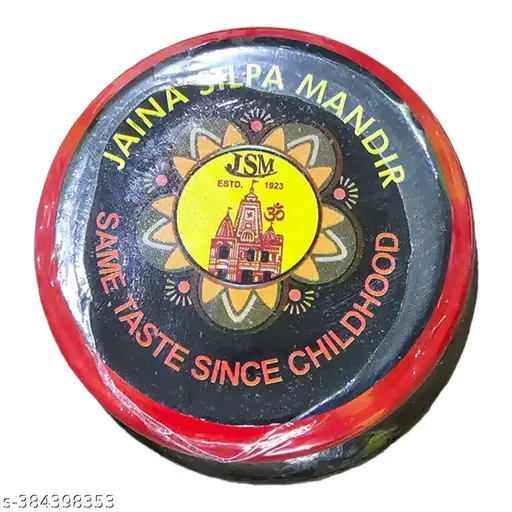 JAINA SILPA MANDIR
JSM
ESTD. 1923
ॐ
SAME TASTE SINCE CHILDHOOD
s-384398353